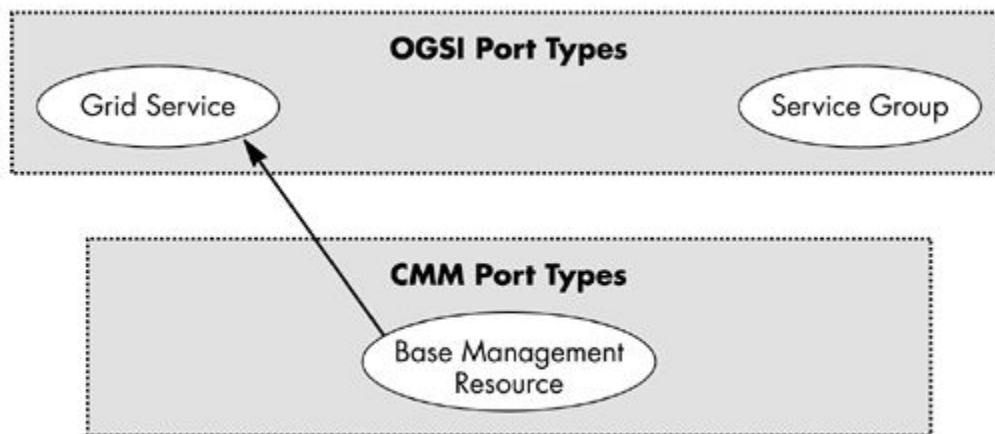 OGSI Port Types
Grid Service
Service Group
CMM Port Types
Base Management
Resource